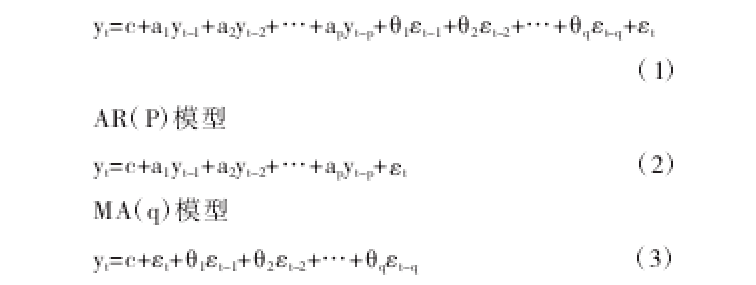 yₜ=c+a₁yₜ₋₁+a₂yₜ₋₂+⋯+aₚyₜ₋ₚ+θ₁εₜ₋₁+θ₂εₜ₋₂+⋯+θqεₜ₋q+εₜ
(1)
AR(P)模型
yₜ=c+a₁yₜ₋₁+a₂yₜ₋₂+⋯+aₚyₜ₋ₚ+εₜ (2)
MA(q)模型
yₜ=c+εₜ+θ₁εₜ₋₁+θ₂εₜ₋₂+⋯+θqεₜ₋q (3)